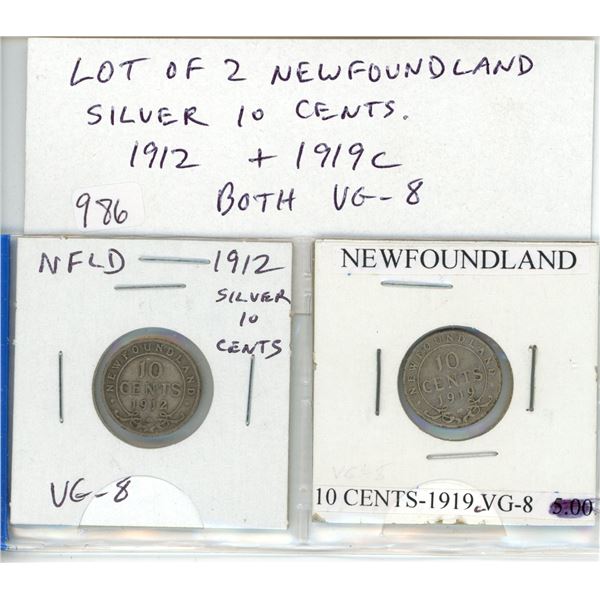 LOT OF 2 NEWFOUNDLAND
SILVER 10 CENTS.
1912 + 1919C
986 BOTH VG-8
NFLD 1912
SILVER
10
CENTS
NEWFOUNDLAND
10
CENTS
1912
VG-8
NEWFOUNDLAND
NEWFOUNDLAND
10
CENTS
1919
10 CENTS-1919C VG-8 5.00